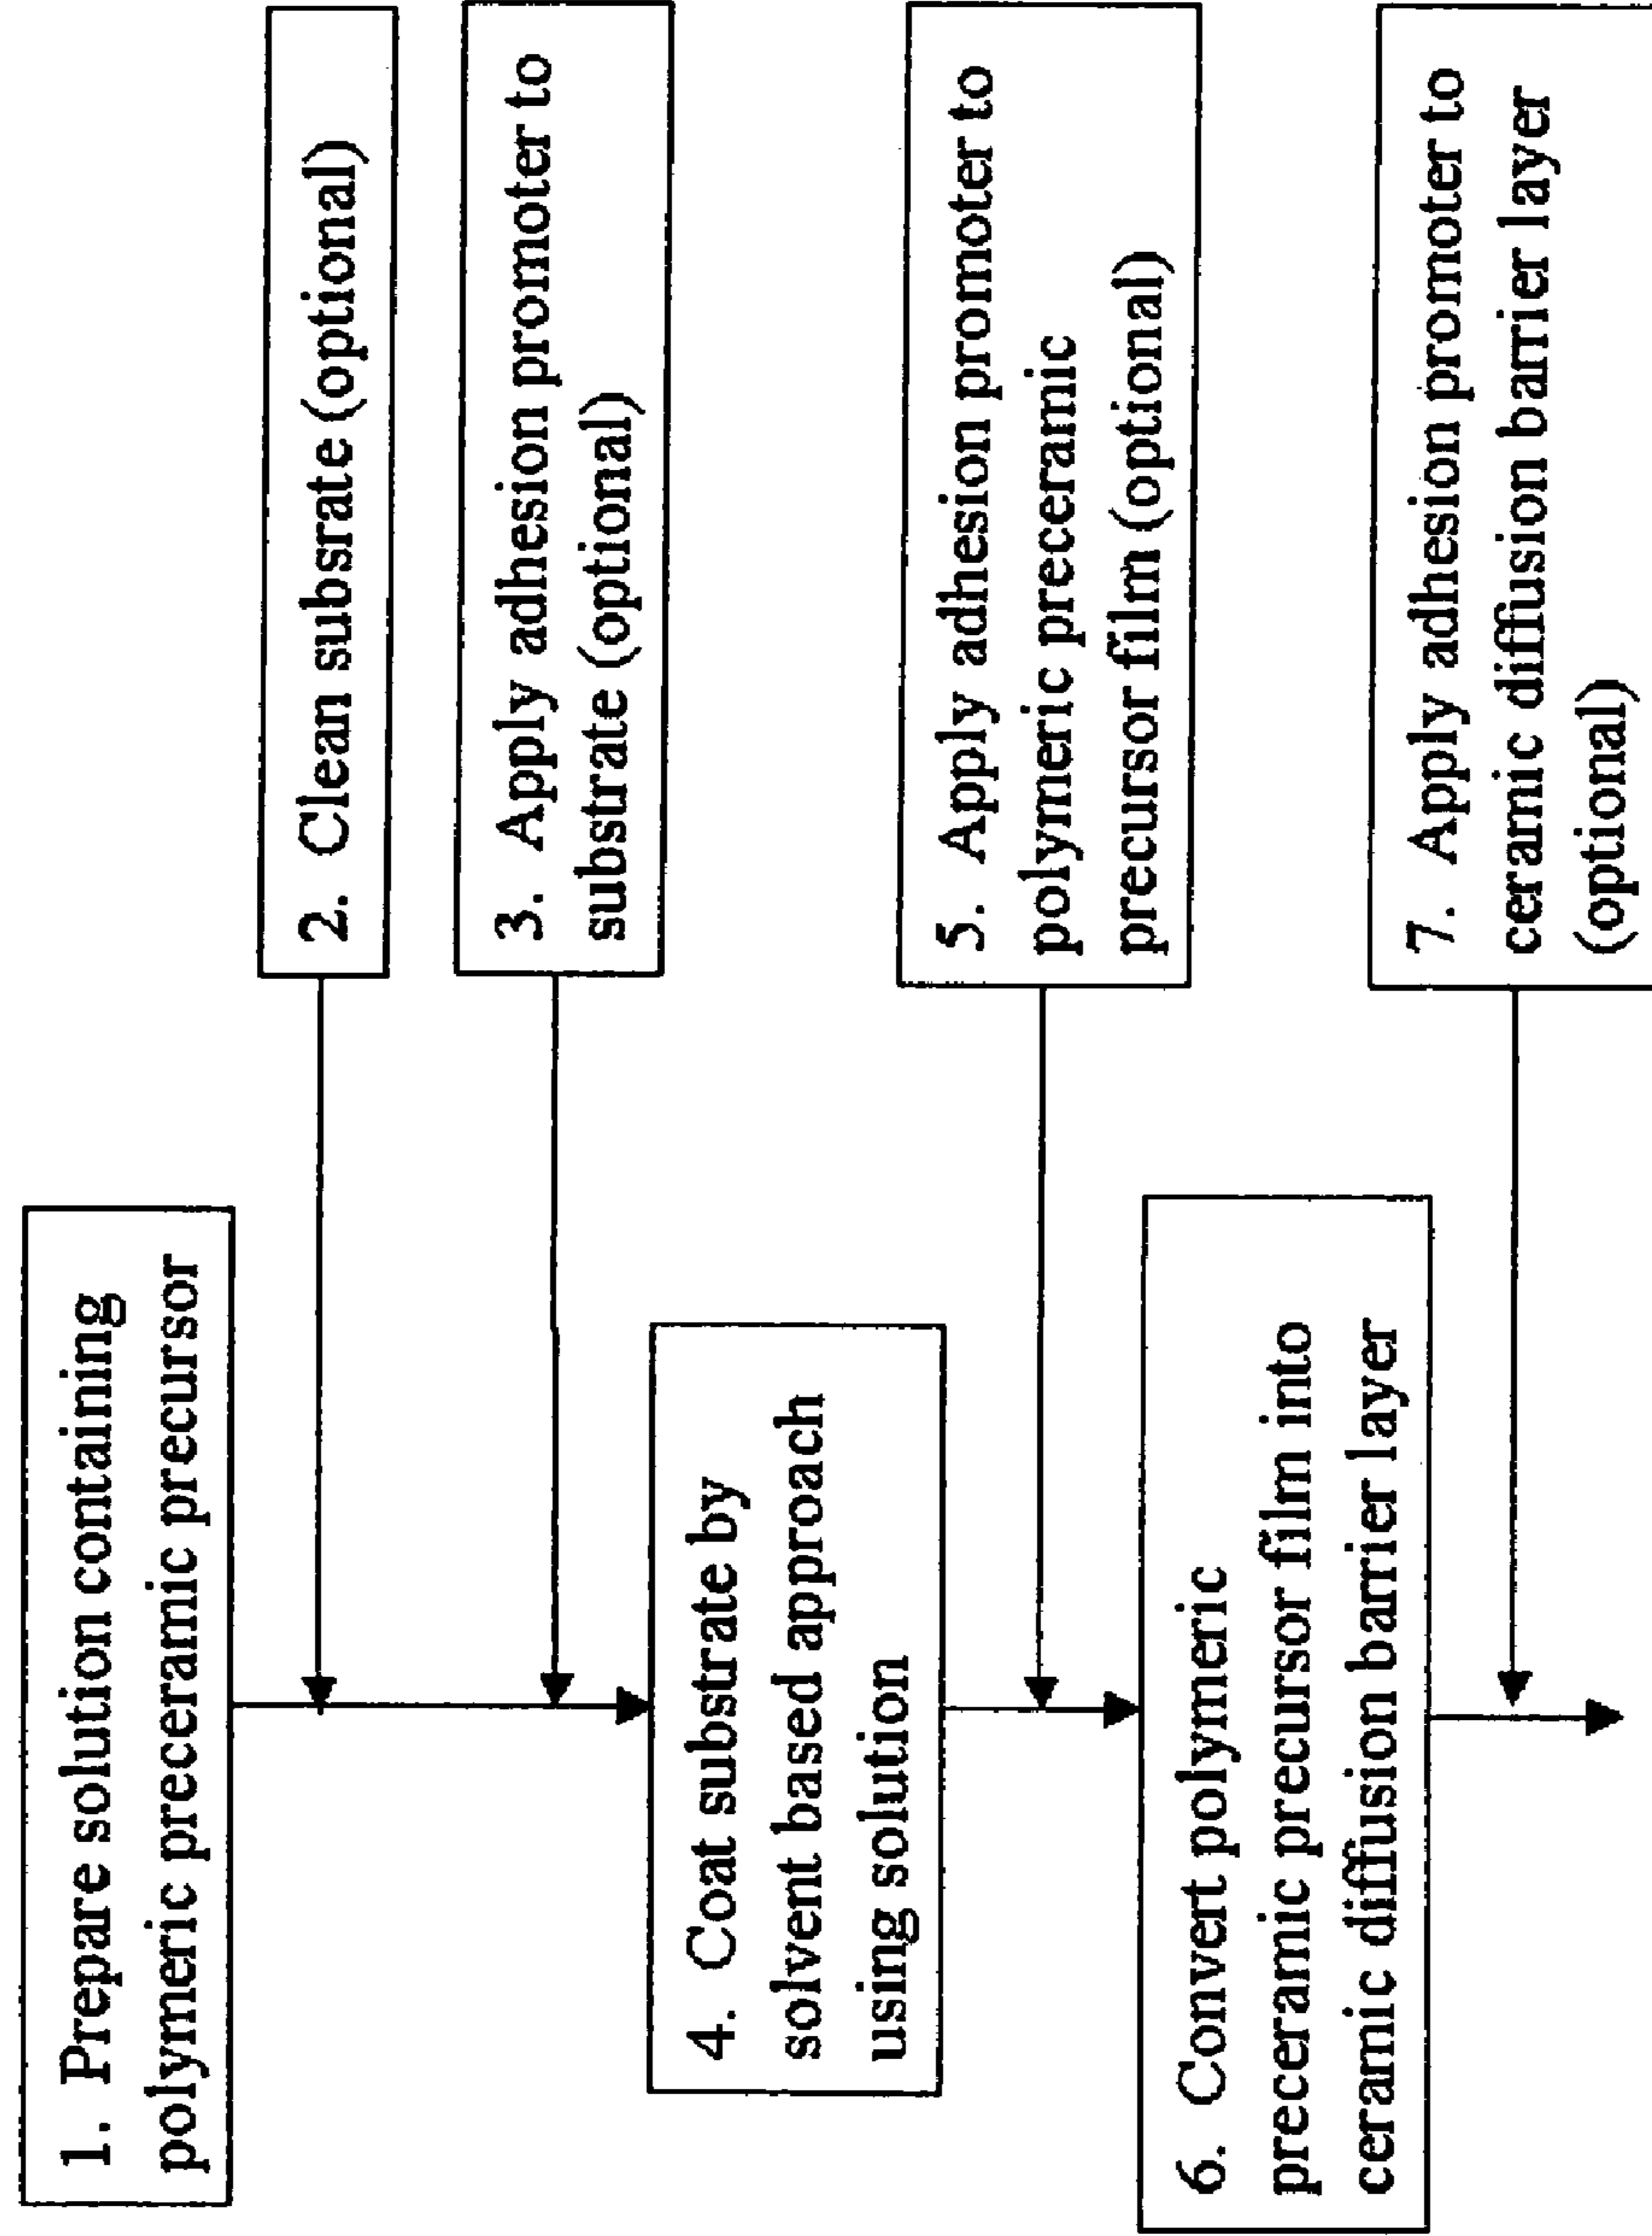 1. Prepare solution containing
polymeric preceramic precursor
2. Clean subsrate (optional)
3. Apply adhesion promoter to
substrate (optional)
4. Coat substrate by
solvent based approach
using solution
5. Apply adhesion promoter to
polymeric preceramic
precursor film (optional)
6. Convert polymeric
preceramic precursor film into
ceramic diffusion barrier layer
7. Apply adhesion promoter to
ceramic diffusion barrier layer
(optional)